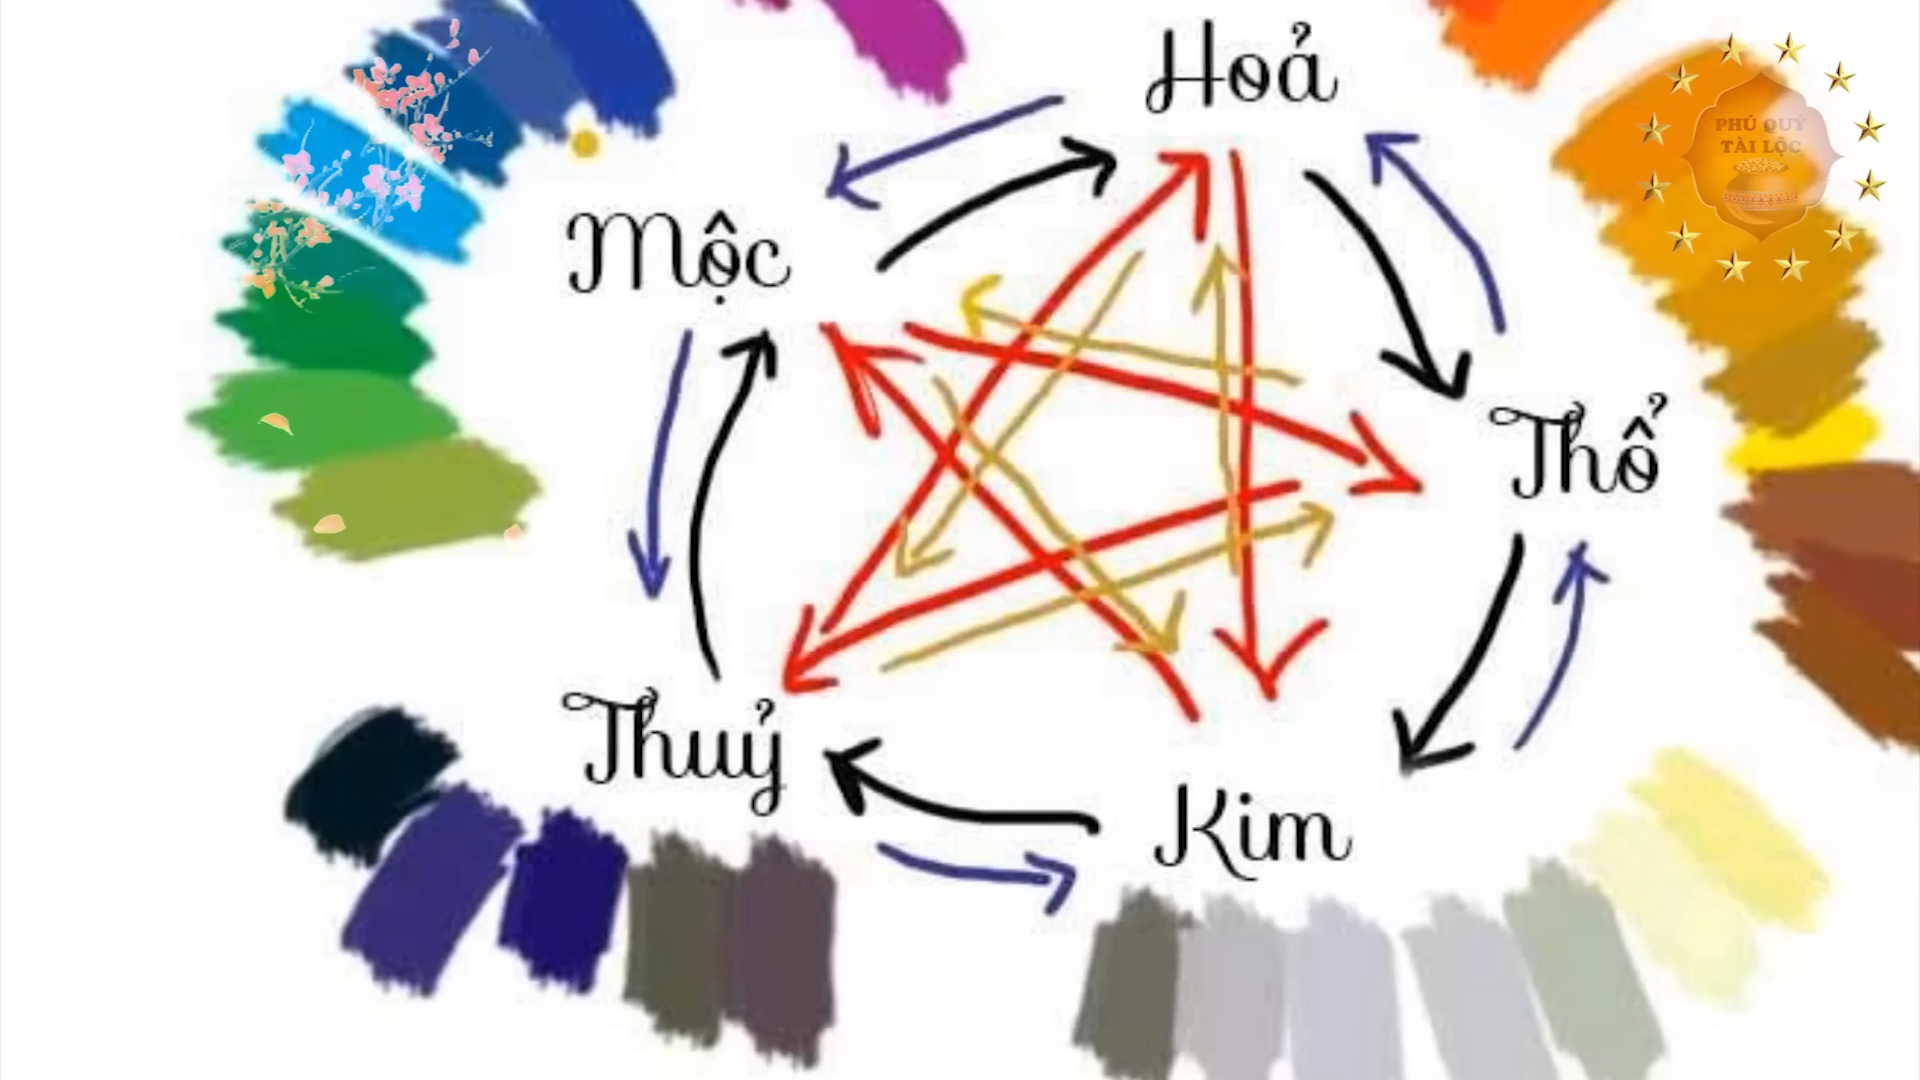 Hoả
PHÚ QUÝ
TÀI LỘC
Mộc
Thổ
Thuỷ
Kim